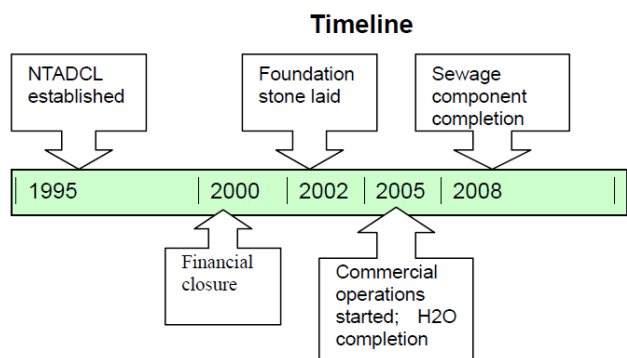 Timeline
NTADCL
established
Foundation
stone laid
Sewage
component
completion
1995 2000 2002 2005 2008
Financial
closure
Commercial
operations
started; H2O
completion